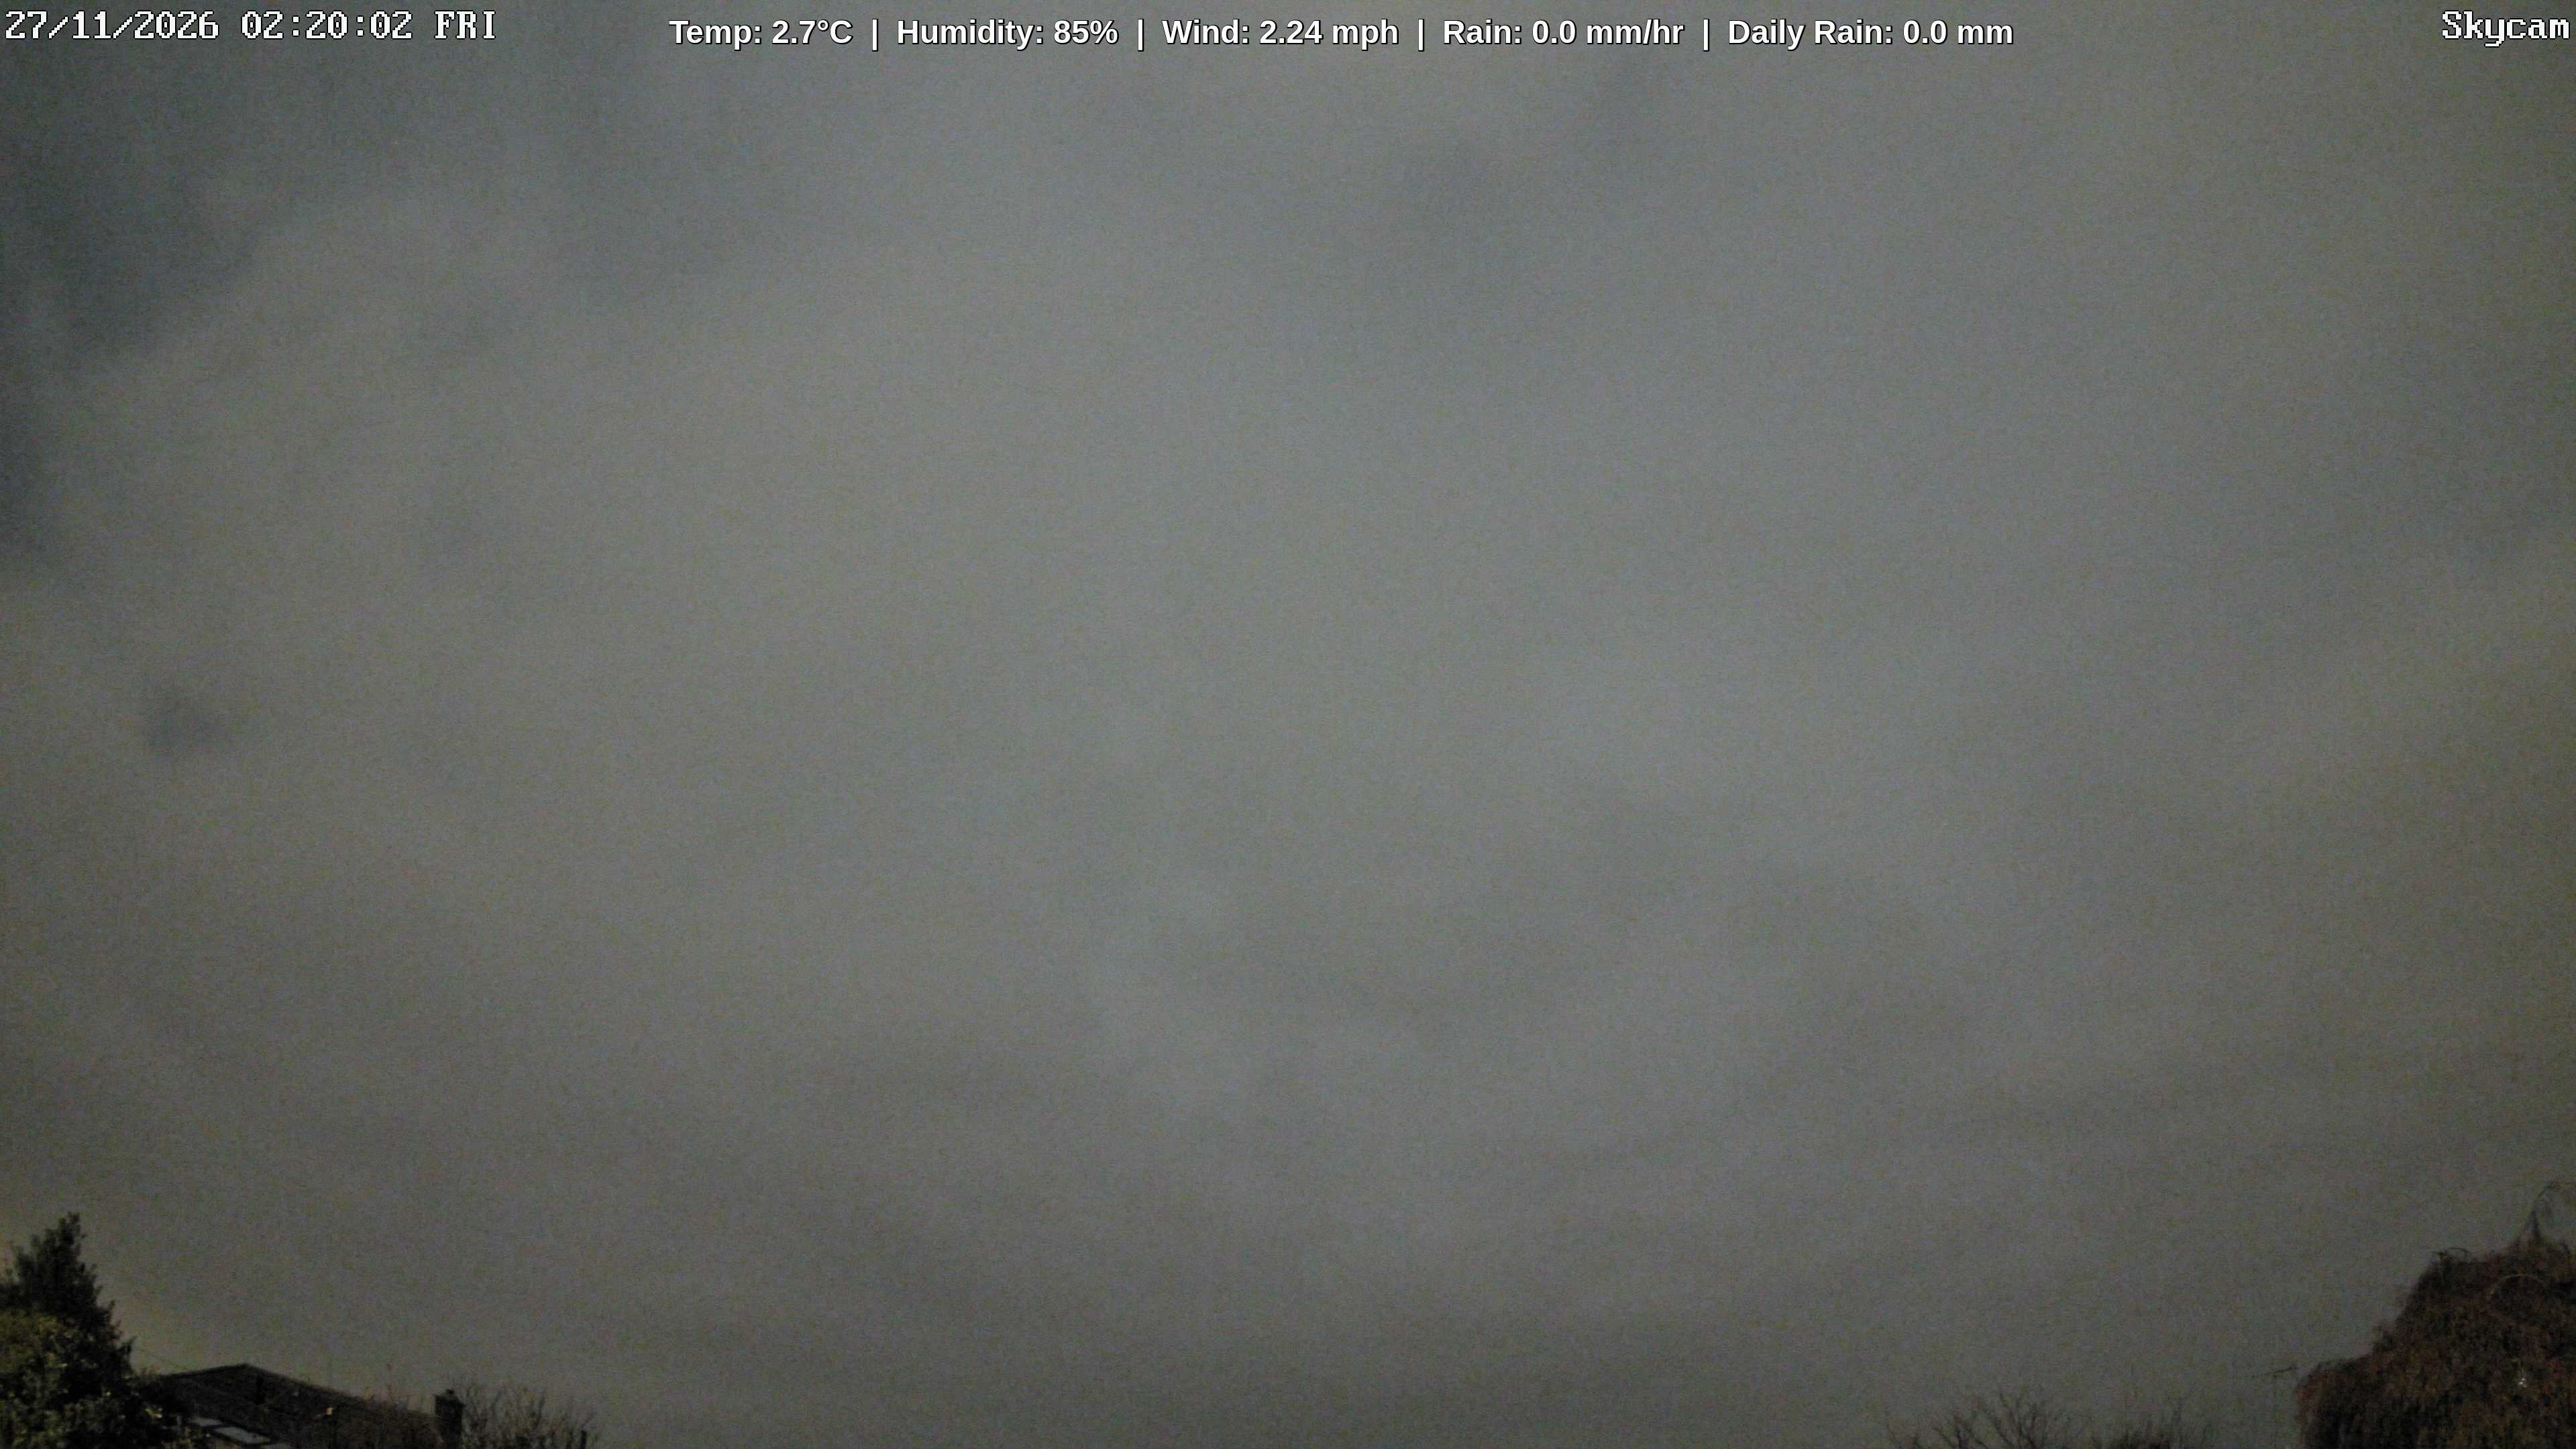 27/11/2026 02:20:02 FRI
Temp: 2.7°C | Humidity: 85% | Wind: 2.24 mph | Rain: 0.0 mm/hr | Daily Rain: 0.0 mm
Skycam